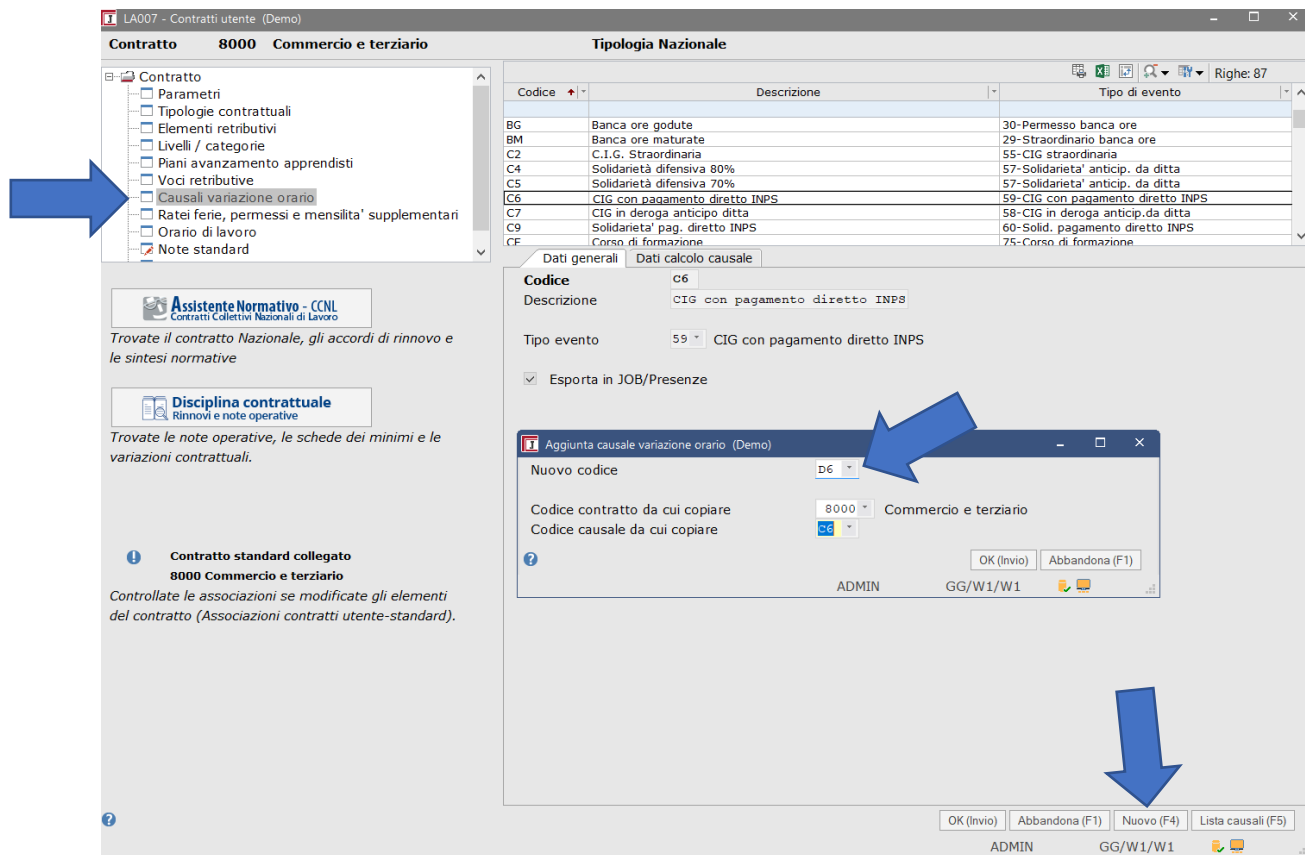 LA007 - Contratti utente (Demo)
Contratto 8000 Commercio e terziario Tipologia Nazionale
Contratto
Parametri
Tipologie contrattuali
Elementi retributivi
Livelli / categorie
Piani avanzamento apprendisti
Voci retributive
Causali variazione orario
Ratei ferie, permessi e mensilita' supplementari
Orario di lavoro
Note standard
Righe: 87
Codice Descrizione Tipo di evento
BG Banca ore godute 30-Permesso banca ore
BM Banca ore maturate 29-Straordinario banca ore
C2 C.I.G. Straordinaria 55-CIG straordinaria
C4 Solidarietà difensiva 80% 57-Solidarieta' anticip. da ditta
C5 Solidarietà difensiva 70% 57-Solidarieta' anticip. da ditta
C6 CIG con pagamento diretto INPS 59-CIG con pagamento diretto INPS
C7 CIG in deroga anticipo ditta 58-CIG in deroga anticip.da ditta
C9 Solidarieta' pag. diretto INPS 60-Solid. pagamento diretto INPS
CF Corso di formazione 75-Corso di formazione
Assistente Normativo - CCNL
Contratti Collettivi Nazionali di Lavoro
Trovate il contratto Nazionale, gli accordi di rinnovo e
le sintesi normative
Disciplina contrattuale
Rinnovi e note operative
Trovate le note operative, le schede dei minimi e le
variazioni contrattuali.
Contratto standard collegato
8000 Commercio e terziario
Controllate le associazioni se modificate gli elementi
del contratto (Associazioni contratti utente-standard).
Dati generali Dati calcolo causale
Codice C6
Descrizione CIG con pagamento diretto INPS
Tipo evento 59 CIG con pagamento diretto INPS
Esporta in JOB/Presenze
Aggiunta causale variazione orario (Demo)
Nuovo codice D6
Codice contratto da cui copiare 8000 Commercio e terziario
Codice causale da cui copiare C6
OK (Invio) Abbandona (F1)
ADMIN GG/W1/W1
OK (Invio) Abbandona (F1) Nuovo (F4) Lista causali (F5)
ADMIN GG/W1/W1